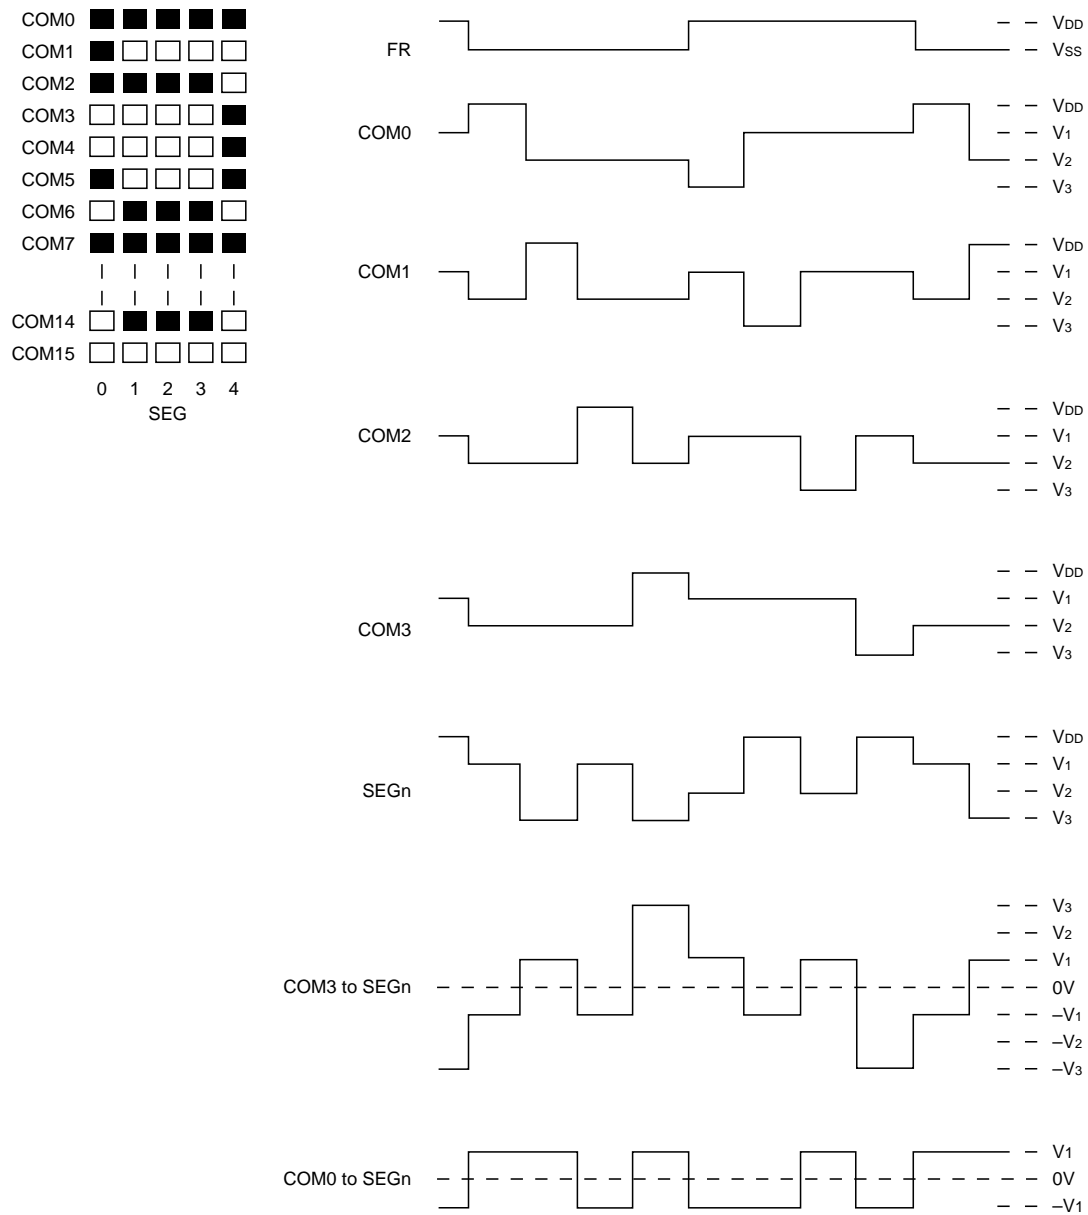 COM0
COM1
COM2
COM3
COM4
COM5
COM6
COM7
COM14
COM15
0 1 2 3 4
SEG
FR
VDD
VSS
COM0
VDD
V1
V2
V3
COM1
VDD
V1
V2
V3
COM2
VDD
V1
V2
V3
COM3
VDD
V1
V2
V3
SEGn
VDD
V1
V2
V3
COM3 to SEGn
V3
V2
V1
0V
–V1
–V2
–V3
COM0 to SEGn
V1
0V
–V1